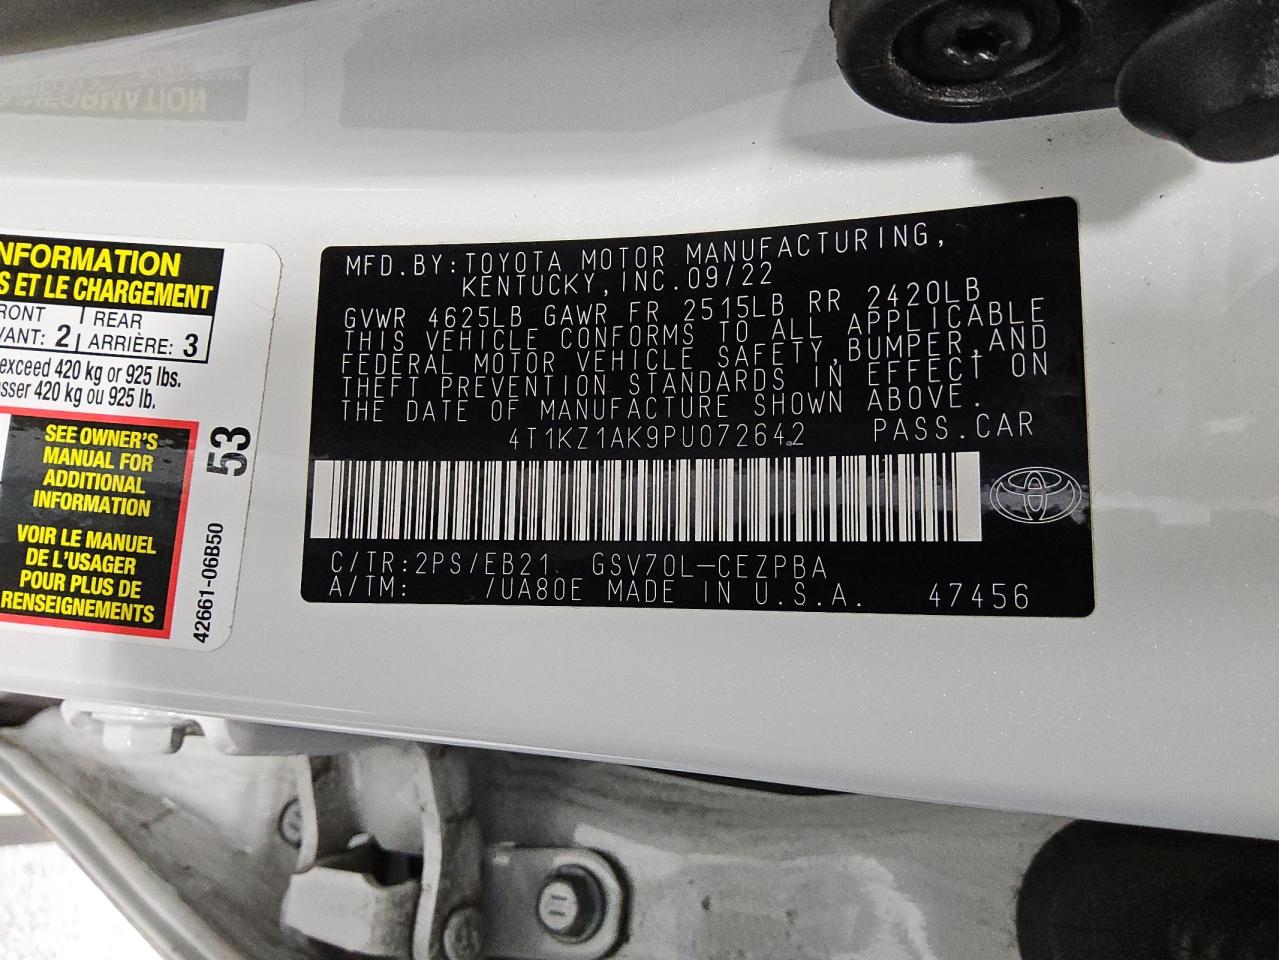 NFORMATION
S ET LE CHARGEMENT
RONT REAR
VANT: 2 ARRIÈRE: 3
exceed 420 kg or 925 lbs.
sser 420 kg ou 925 lb.
SEE OWNER'S
MANUAL FOR
ADDITIONAL
INFORMATION
VOIR LE MANUEL
DE L'USAGER
POUR PLUS DE
RENSEIGNEMENTS
53
42661-06B50
MFD.BY:TOYOTA MOTOR MANUFACTURING,
KENTUCKY,INC.09/22
GVWR 4625LB GAWR FR 2515LB RR 2420LB
THIS VEHICLE CONFORMS TO ALL APPLICABLE
FEDERAL MOTOR VEHICLE SAFETY,BUMPER,AND
THEFT PREVENTION STANDARDS IN EFFECT ON
THE DATE OF MANUFACTURE SHOWN ABOVE.
4T1KZ1AK9PU072642 PASS.CAR
C/TR:2PS/EB21 GSV70L-CEZPBA
A/TM: /UA80E MADE IN U.S.A. 47456